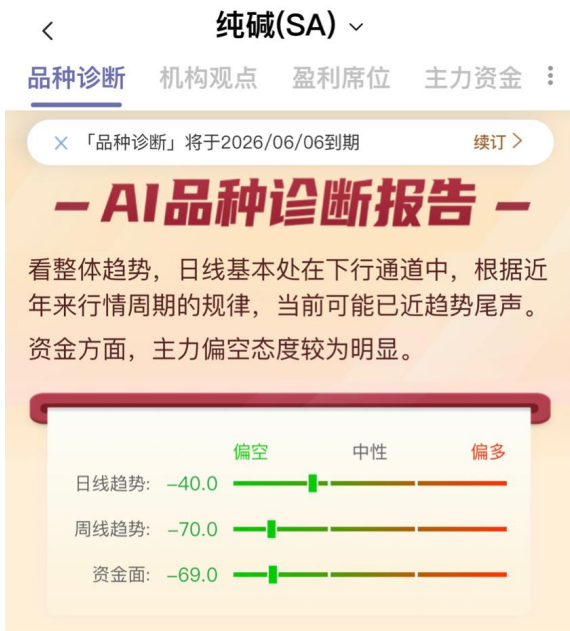 纯碱(SA)
品种诊断 机构观点 盈利席位 主力资金
「品种诊断」将于2026/06/06到期 续订
AI品种诊断报告
看整体趋势，日线基本处在下行通道中，根据近
年来行情周期的规律，当前可能已近趋势尾声。
资金方面，主力偏空态度较为明显。
偏空 中性 偏多
日线趋势: -40.0
周线趋势: -70.0
资金面: -69.0